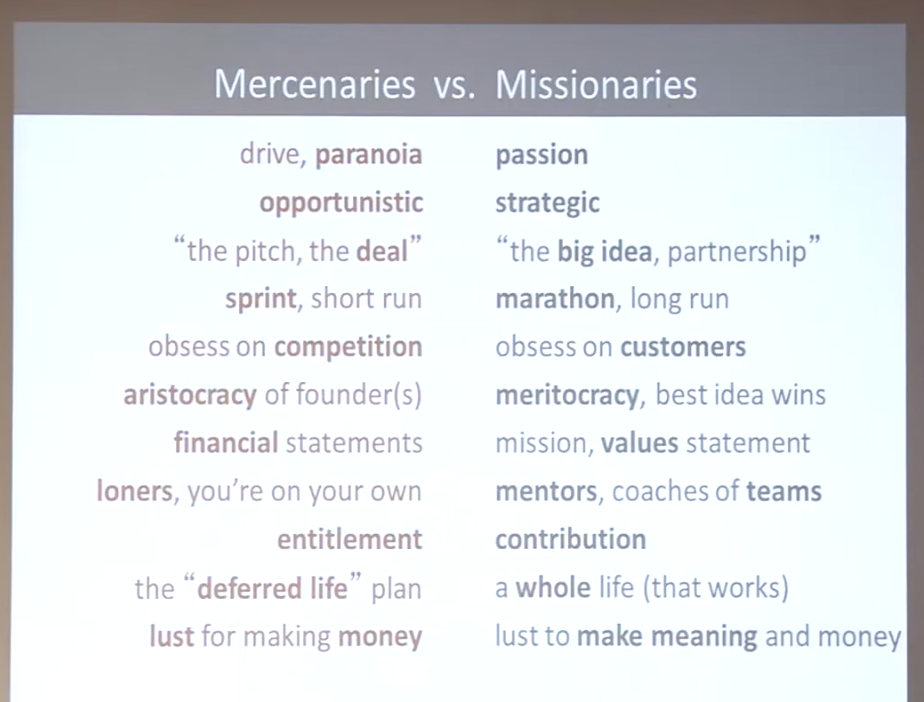 Mercenaries vs. Missionaries
drive, paranoia passion
opportunistic strategic
“the pitch, the deal” “the big idea, partnership”
sprint, short run marathon, long run
obsess on competition obsess on customers
aristocracy of founder(s) meritocracy, best idea wins
financial statements mission, values statement
loners, you’re on your own mentors, coaches of teams
entitlement contribution
the “deferred life” plan a whole life (that works)
lust for making money lust to make meaning and money